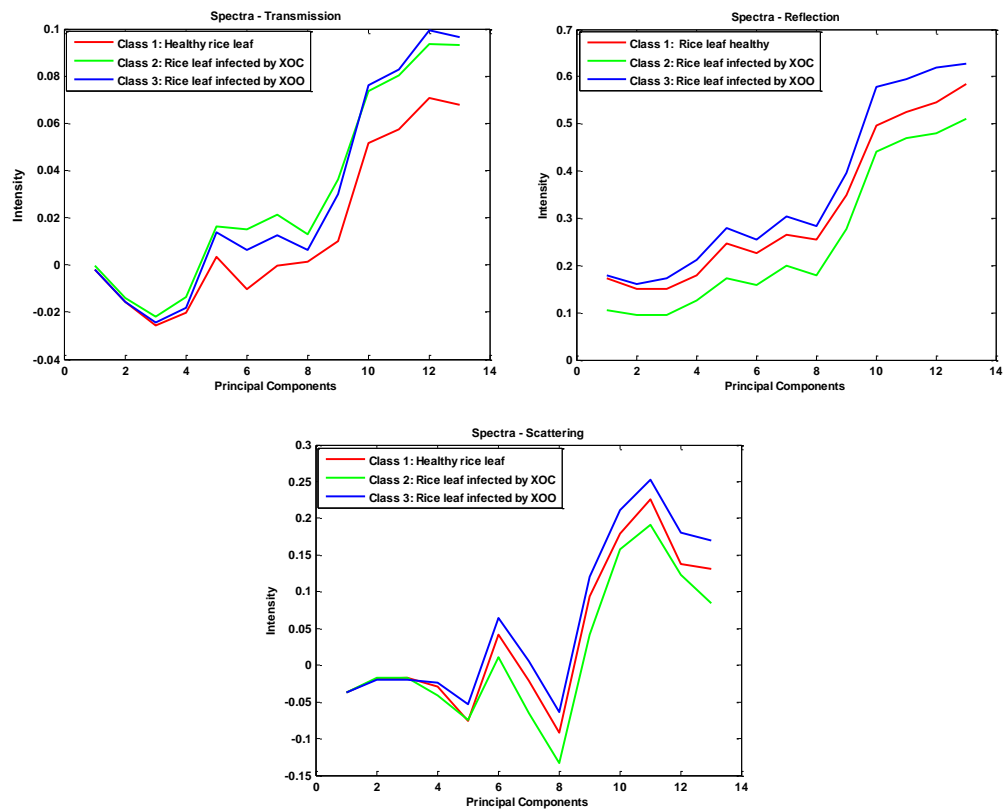 Spectra - Transmission
Class 1: Healthy rice leaf
Class 2: Rice leaf infected by XOC
Class 3: Rice leaf infected by XOO
0.1
0.08
0.06
0.04
0.02
0
-0.02
-0.04
Intensity
0 2 4 6 8 10 12 14
Principal Components
Spectra - Reflection
Class 1: Rice leaf healthy
Class 2: Rice leaf infected by XOC
Class 3: Rice leaf infected by XOO
0.7
0.6
0.5
0.4
0.3
0.2
0.1
0
Intensity
0 2 4 6 8 10 12 14
Principal Components
Spectra - Scattering
Class 1: Healthy rice leaf
Class 2: Rice leaf infected by XOC
Class 3: Rice leaf infected by XOO
0.3
0.25
0.2
0.15
0.1
0.05
0
-0.05
-0.1
-0.15
Intensity
0 2 4 6 8 10 12 14
Principal Components